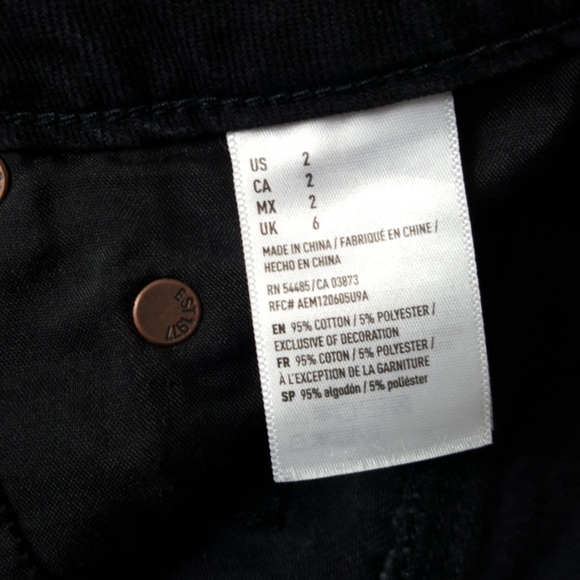 US 2
CA 2
MX 2
UK 6
MADE IN CHINA / FABRIQUÉ EN CHINE /
HECHO EN CHINA
RN 54485/CA 03873
RFC# AEM120605U9A
EN 95% COTTON / 5% POLYESTER /
EXCLUSIVE OF DECORATION
FR 95% COTON / 5% POLYESTER /
À L'EXCEPTION DE LA GARNITURE
SP 95% algodón / 5% poliéster
EST 1977